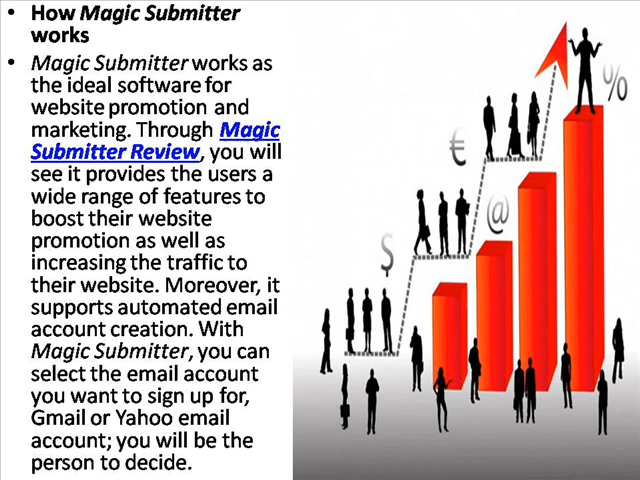 • How Magic Submitter
works
• Magic Submitter works as
the ideal software for
website promotion and
marketing. Through Magic
Submitter Review, you will
see it provides the users a
wide range of features to
boost their website
promotion as well as
increasing the traffic to
their website. Moreover, it
supports automated email
account creation. With
Magic Submitter, you can
select the email account
you want to sign up for,
Gmail or Yahoo email
account; you will be the
person to decide.
%
€
@
$